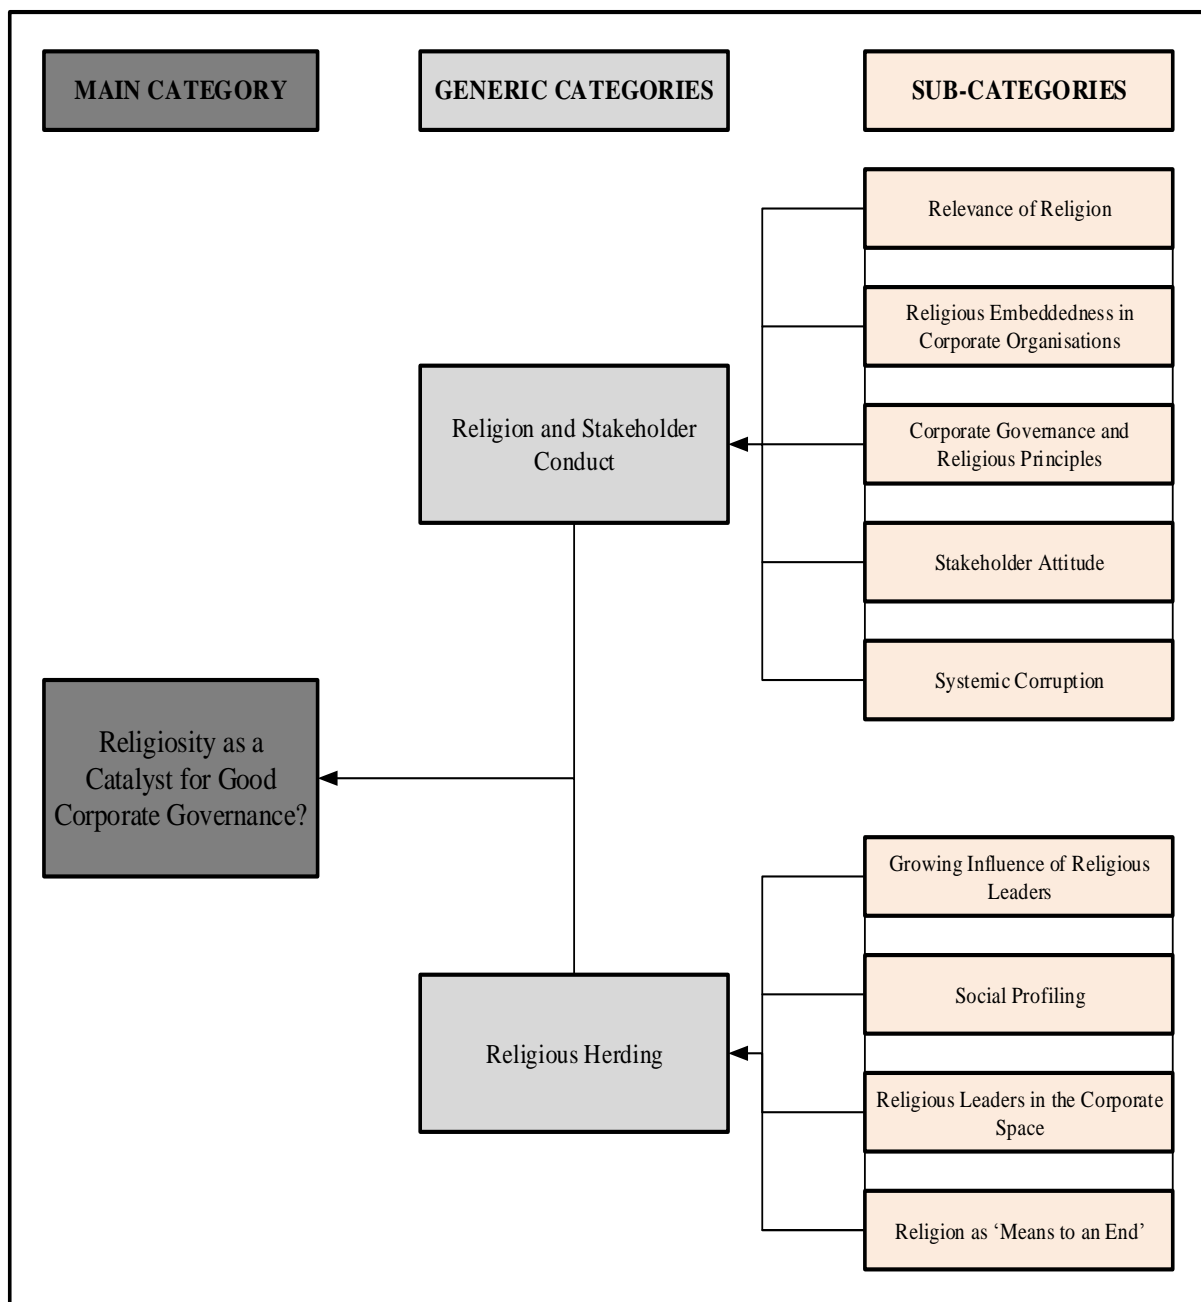 MAIN CATEGORY
GENERIC CATEGORIES
SUB-CATEGORIES
Relevance of Religion
Religious Embeddedness in
Corporate Organisations
Religion and Stakeholder
Conduct
Corporate Governance and
Religious Principles
Stakeholder Attitude
Systemic Corruption
Religiosity as a
Catalyst for Good
Corporate Governance?
Growing Influence of Religious
Leaders
Social Profiling
Religious Herding
Religious Leaders in the Corporate
Space
Religion as ‘Means to an End’